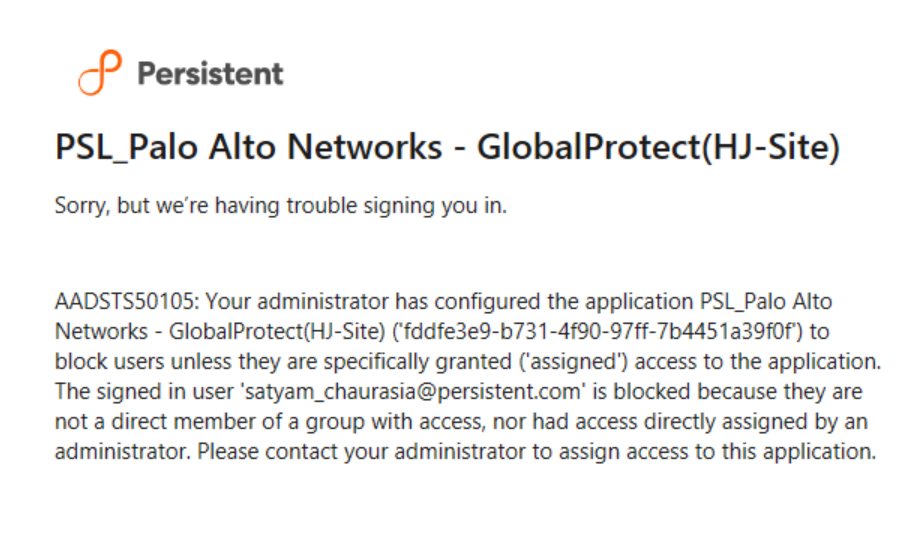 Persistent
PSL_Palo Alto Networks - GlobalProtect(HJ-Site)
Sorry, but we’re having trouble signing you in.
AADSTS50105: Your administrator has configured the application PSL_Palo Alto
Networks - GlobalProtect(HJ-Site) ('fddfe3e9-b731-4f90-97ff-7b4451a39f0f') to
block users unless they are specifically granted ('assigned') access to the application.
The signed in user 'satyam_chaurasia@persistent.com' is blocked because they are
not a direct member of a group with access, nor had access directly assigned by an
administrator. Please contact your administrator to assign access to this application.